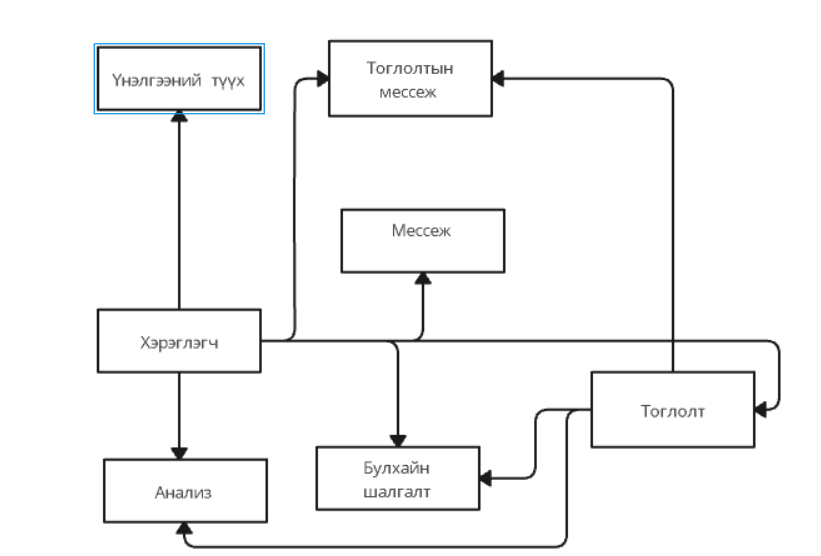 Үнэлгээний түүх
Тоглолтын
мессеж
Мессеж
Хэрэглэгч
Тоглолт
Булхайн
шалгалт
Анализ